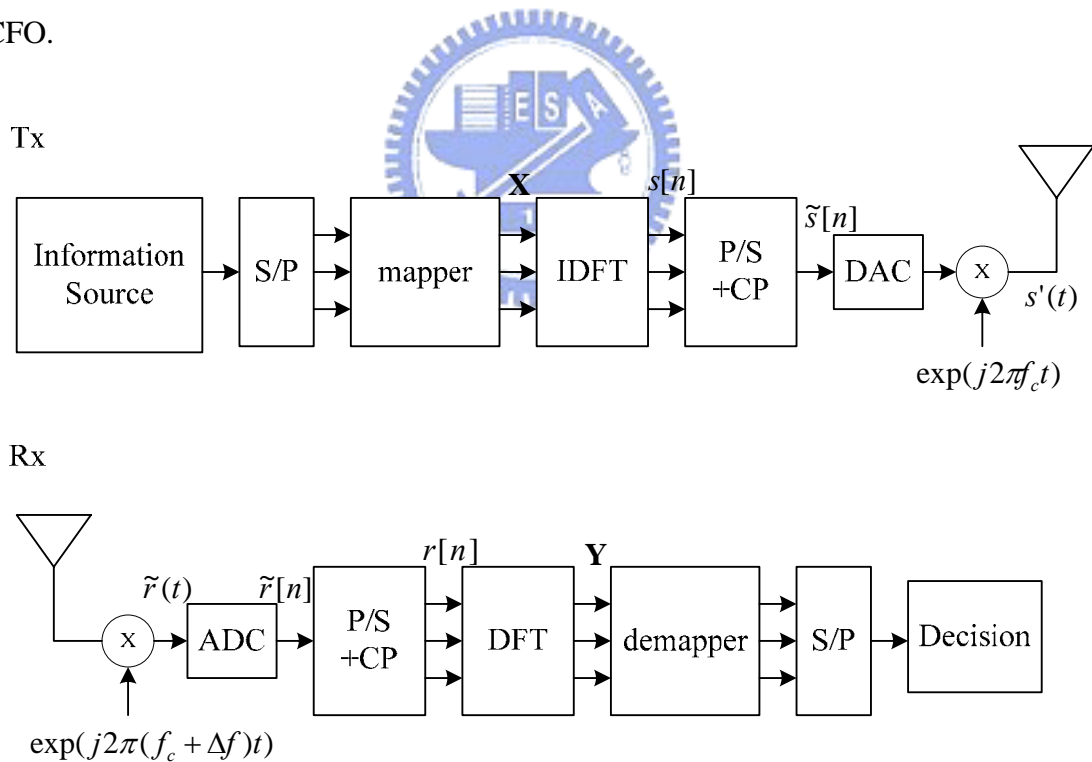 CFO.
Tx
Information
Source
S/P
mapper
X
IDFT
s[n]
P/S
+CP
s̃[n]
DAC
x
s'(t)
exp(j2πf_c t)
E S A
Rx
r̃(t)
x
exp(j2π(f_c + Δf)t)
ADC
r̃[n]
P/S
+CP
r[n]
DFT
Y
demapper
S/P
Decision